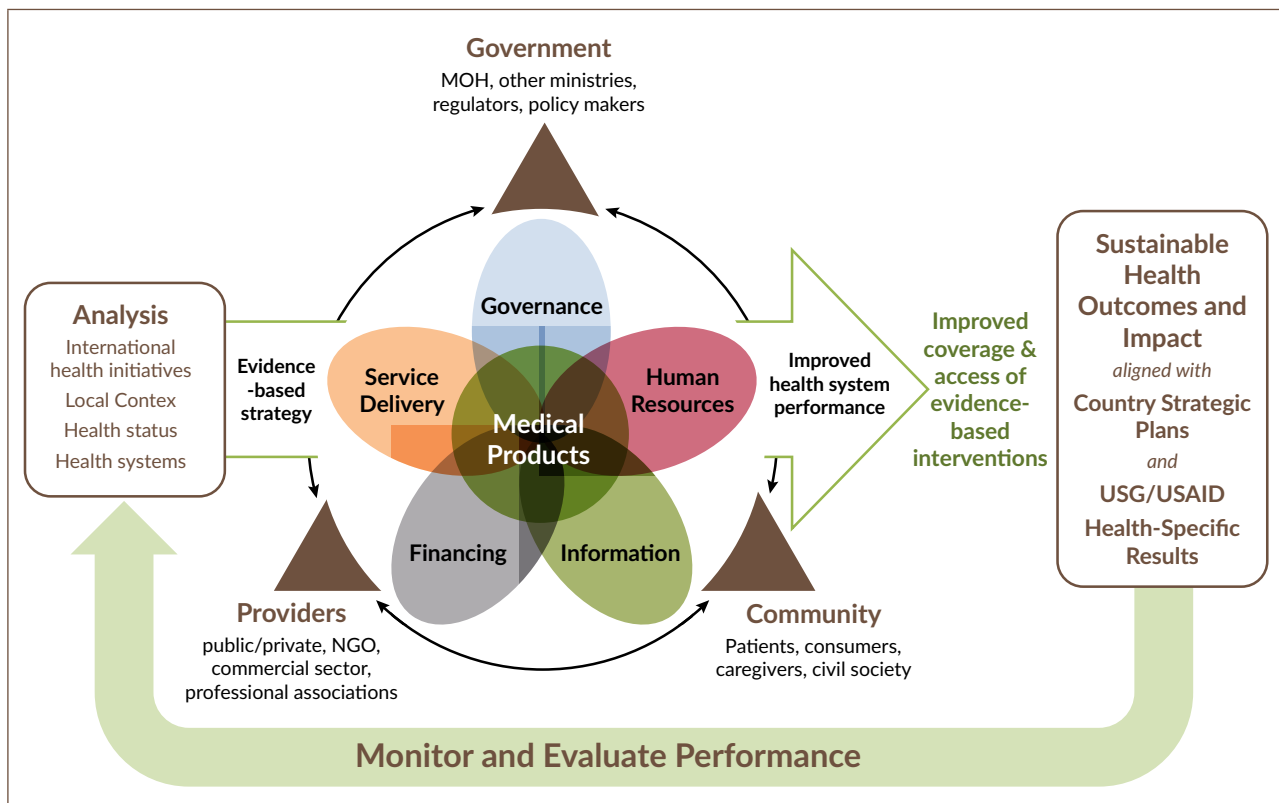 Government
MOH, other ministries,
regulators, policy makers
Analysis
International
health initiatives
Local Contex
Health status
Health systems
Evidence
-based
strategy
Governance
Service
Delivery
Human
Resources
Medical
Products
Financing
Information
Improved
health system
performance
Improved
coverage &
access of
evidence-
based
interventions
Sustainable
Health
Outcomes and
Impact
aligned with
Country Strategic
Plans
and
USG/USAID
Health-Specific
Results
Providers
public/private, NGO,
commercial sector,
professional associations
Community
Patients, consumers,
caregivers, civil society
Monitor and Evaluate Performance